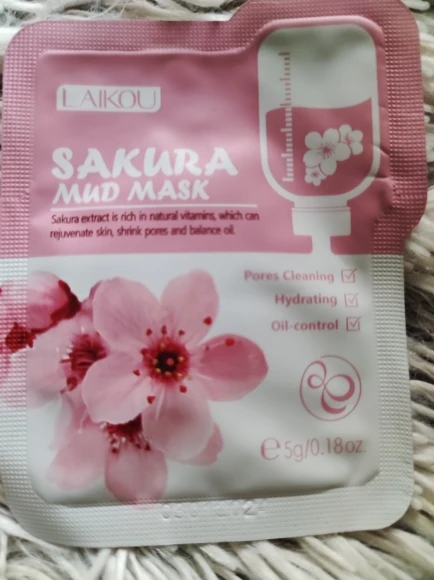 LAIKOU
SAKURA
MUD MASK
Sakura extract is rich in natural vitamins, which can
rejuvenate skin, shrink pores and balance oil.
Pores Cleaning
Hydrating
Oil-control
℮5g/0.18oz.